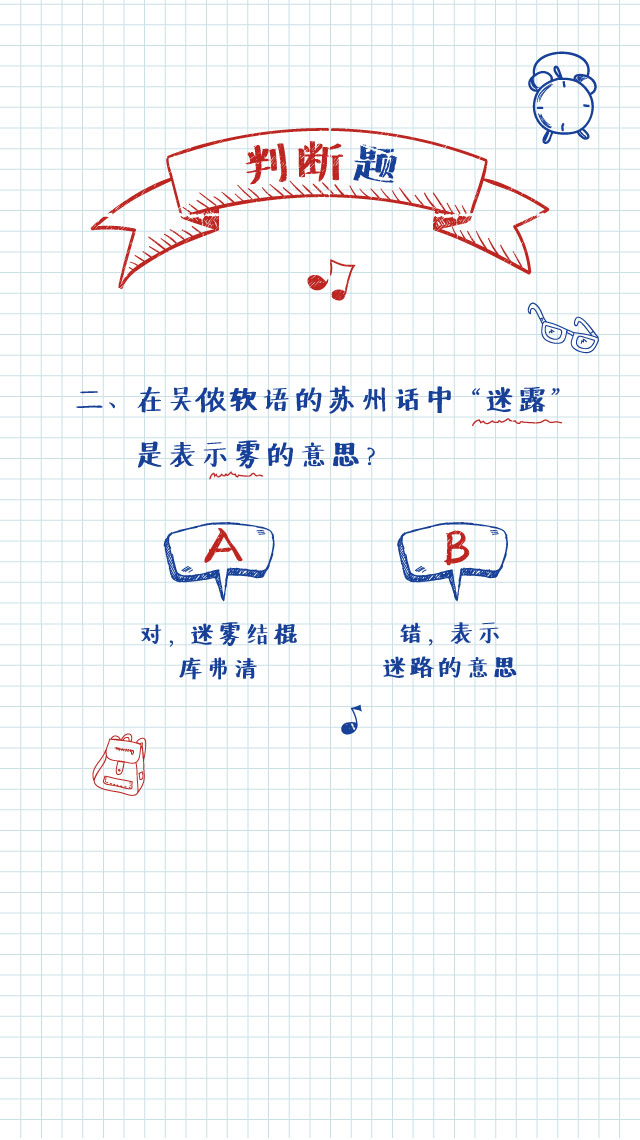 判断题
二、在吴侬软语的苏州话中“迷露”
是表示雾的意思？
A
对，迷雾结棍
库弗清
B
错，表示
迷路的意思